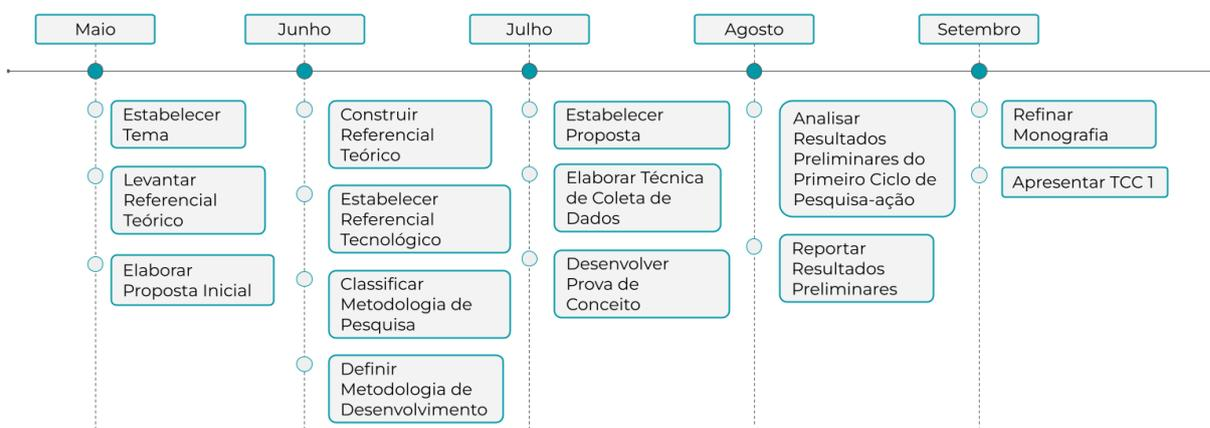 Maio
Junho
Julho
Agosto
Setembro
Estabelecer
Tema
Levantar
Referencial
Teórico
Elaborar
Proposta Inicial
Construir
Referencial
Teórico
Estabelecer
Referencial
Tecnológico
Classificar
Metodologia de
Pesquisa
Definir
Metodologia de
Desenvolvimento
Estabelecer
Proposta
Elaborar Técnica
de Coleta de
Dados
Desenvolver
Prova de
Conceito
Analisar
Resultados
Preliminares do
Primeiro Ciclo de
Pesquisa-ação
Reportar
Resultados
Preliminares
Refinar
Monografia
Apresentar TCC 1